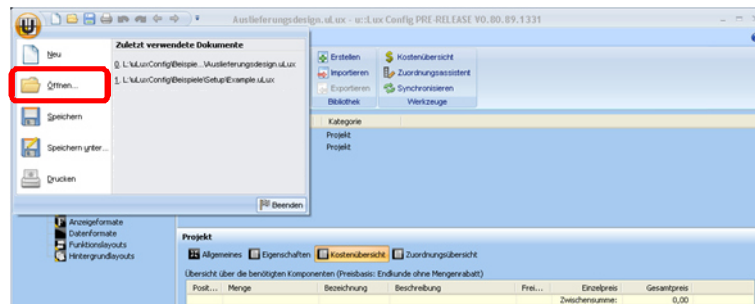 Auslieferungsdesign.uLux - u::Lux Config PRE-RELEASE V0.80.89.1331
Neu
Öffnen...
Speichern
Speichern unter...
Drucken
Zuletzt verwendete Dokumente
0. L:\uLuxConfig\Beispie...\Auslieferungsdesign.uLux
1. L:\uLuxConfig\Beispiele\Setup\Example.uLux
Beenden
Erstellen
Importieren
Exportieren
Bibliothek
Kostenübersicht
Zuordnungsassistent
Synchronisieren
Werkzeuge
Kategorie
Projekt
Projekt
Anzeigeformate
Datenformate
Funktionslayouts
Hintergrundlayouts
Projekt
Allgemeines Eigenschaften Kostenübersicht Zuordnungsübersicht
Übersicht über die benötigten Komponenten (Preisbasis: Endkunde ohne Mengenrabatt)
Posit... Menge Bezeichnung Beschreibung Frei... Einzelpreis Gesamtpreis
Zwischensumme: 0,00